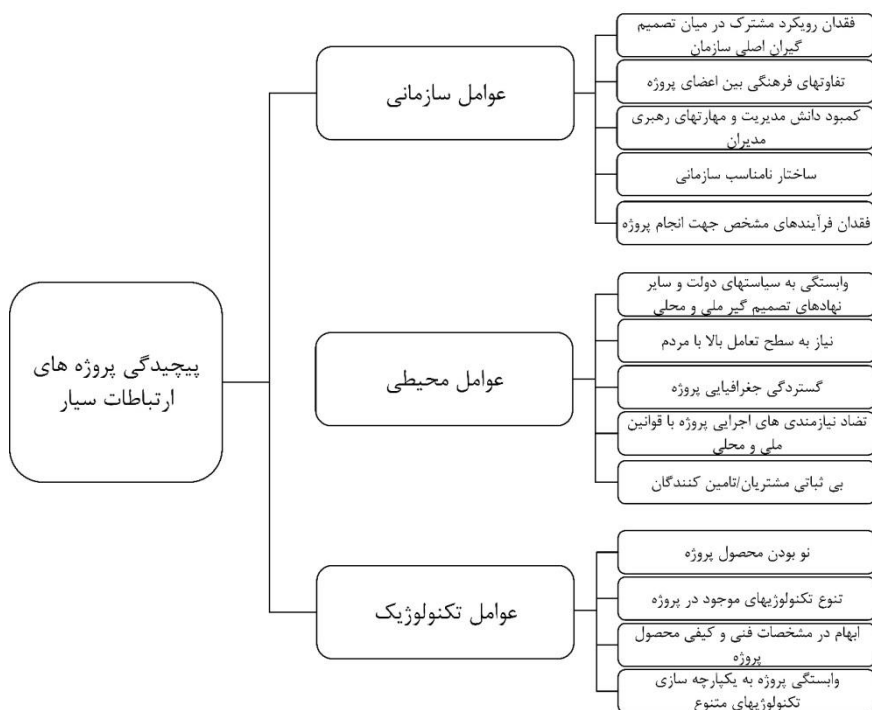 پیچیدگی پروژه های
ارتباطات سیار
عوامل سازمانی
فقدان رویکرد مشترک در میان تصمیم
گیران اصلی سازمان
تفاوتهای فرهنگی بین اعضای پروژه
کمبود دانش مدیریت و مهارتهای رهبری
مدیران
ساختار نامناسب سازمانی
فقدان فرآیندهای مشخص جهت انجام پروژه
عوامل محیطی
وابستگی به سیاستهای دولت و سایر
نهادهای تصمیم گیر ملی و محلی
نیاز به سطح تعامل بالا با مردم
گستردگی جغرافیایی پروژه
تضاد نیازمندی های اجرایی پروژه با قوانین
ملی و محلی
بی ثباتی مشتریان/تامین کنندگان
عوامل تکنولوژیک
نو بودن محصول پروژه
تنوع تکنولوژیهای موجود در پروژه
ابهام در مشخصات فنی و کیفی محصول
پروژه
وابستگی پروژه به یکپارچه سازی
تکنولوژیهای متنوع